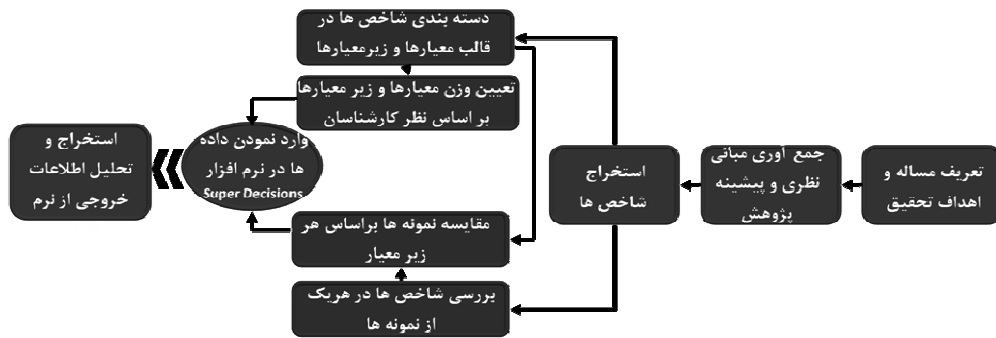 تعریف مساله و
اهداف تحقیق
جمع آوری مبانی
نظری و پیشینه
پژوهش
استخراج
شاخص ها
دسته بندی شاخص ها در
قالب معیارها و زیرمعیارها
تعیین وزن معیارها و زیر معیارها
بر اساس نظر کارشناسان
مقایسه نمونه ها براساس هر
زیر معیار
بررسی شاخص ها در هریک
از نمونه ها
وارد نمودن داده
ها در نرم افزار
Super Decisions
استخراج و
تحلیل اطلاعات
خروجی از نرم